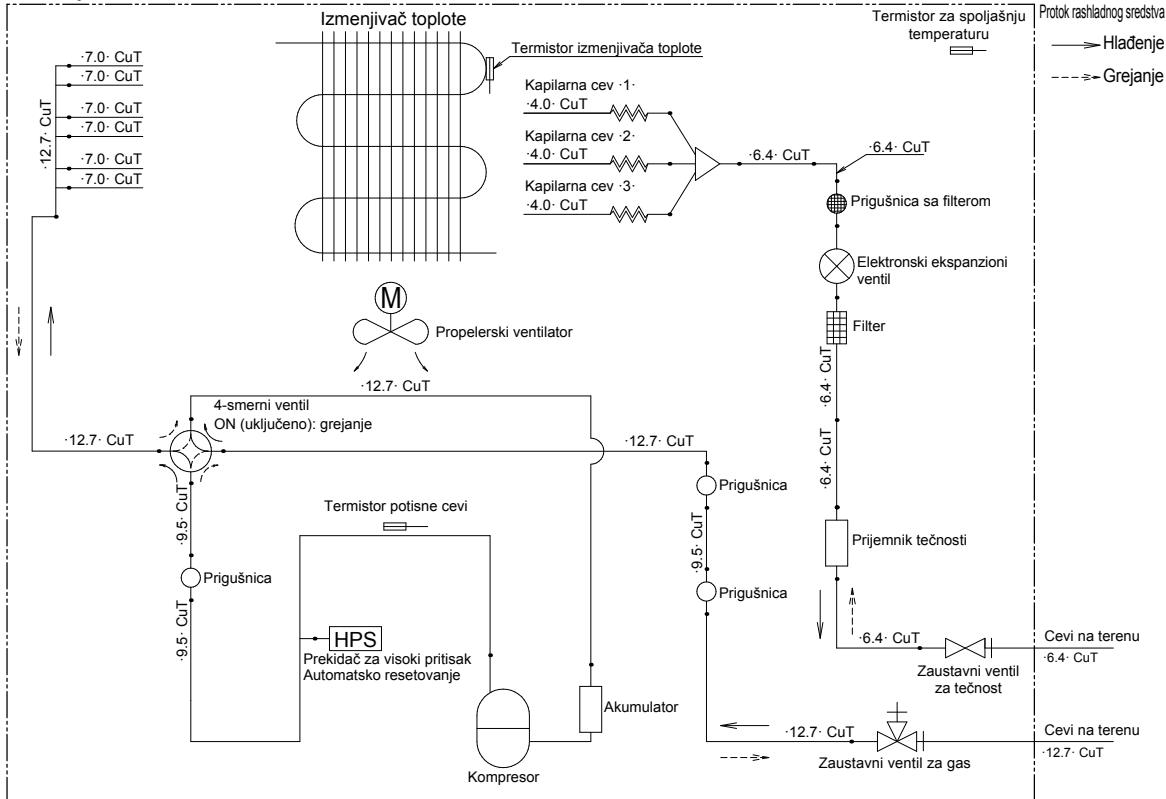 Izmenjivač toplote
Termistor za spoljašnju
temperaturu
Protok rashladnog sredstva
Hlađenje
Grejanje
Termistor izmenjivača toplote
·7.0· CuT
·7.0· CuT
·7.0· CuT
·7.0· CuT
·7.0· CuT
·7.0· CuT
·12.7· CuT
Kapilarna cev ·1·
·4.0· CuT
Kapilarna cev ·2·
·4.0· CuT
Kapilarna cev ·3·
·4.0· CuT
·6.4· CuT
·6.4· CuT
Prigušnica sa filterom
Elektronski ekspanzioni
ventil
Filter
·6.4· CuT
·6.4· CuT
M
Propelerski ventilator
·12.7· CuT
4-smerni ventil
ON (uključeno): grejanje
·12.7· CuT
·12.7· CuT
Prigušnica
·9.5· CuT
Prigušnica
Termistor potisne cevi
·9.5· CuT
Prigušnica
·9.5· CuT
HPS
Prekidač za visoki pritisak
Automatsko resetovanje
Prijemnik tečnosti
·6.4· CuT
Zaustavni ventil
za tečnost
Cevi na terenu
·6.4· CuT
Akumulator
Kompresor
·12.7· CuT
Zaustavni ventil za gas
Cevi na terenu
·12.7· CuT